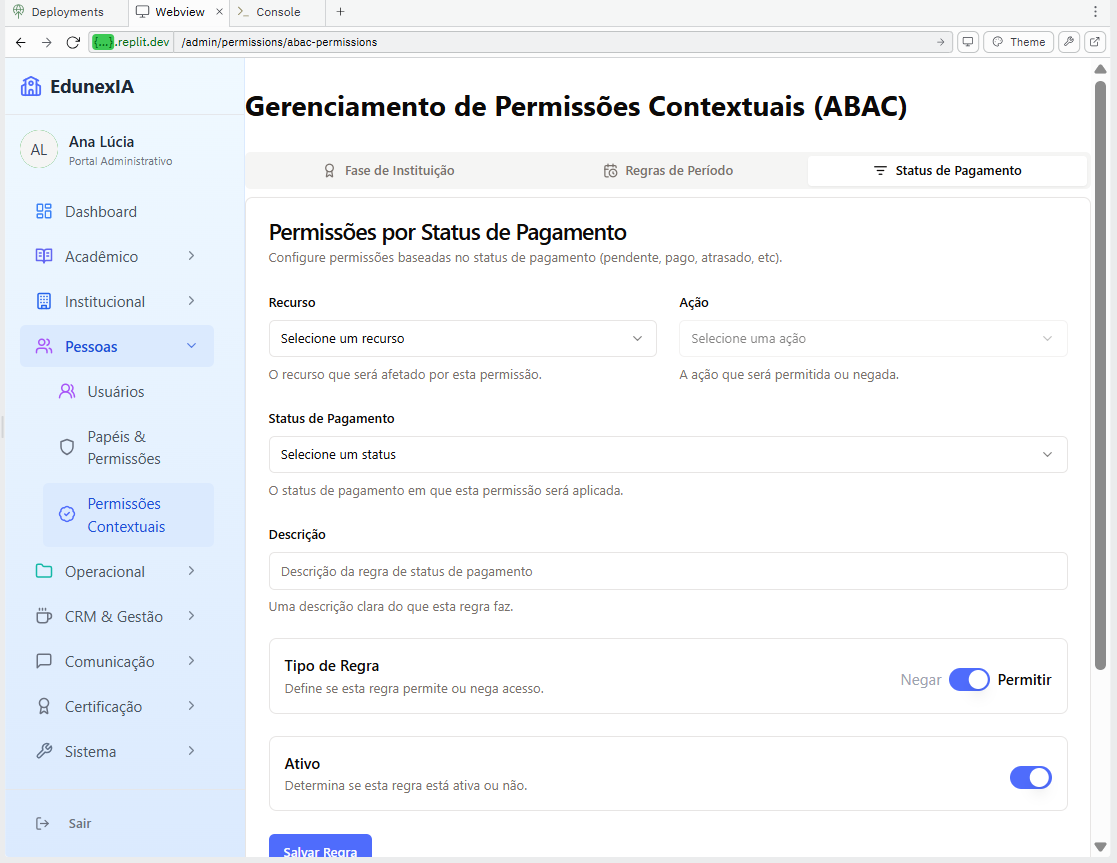 Deployments
Webview
Console
{...}.replit.dev
/admin/permissions/abac-permissions
Theme
EdunexIA
AL
Ana Lúcia
Portal Administrativo
Dashboard
Acadêmico
Institucional
Pessoas
Usuários
Papéis &
Permissões
Permissões
Contextuais
Operacional
CRM & Gestão
Comunicação
Certificação
Sistema
Sair
Gerenciamento de Permissões Contextuais (ABAC)
Fase de Instituição
Regras de Período
Status de Pagamento
Permissões por Status de Pagamento
Configure permissões baseadas no status de pagamento (pendente, pago, atrasado, etc).
Recurso
Selecione um recurso
O recurso que será afetado por esta permissão.
Ação
Selecione uma ação
A ação que será permitida ou negada.
Status de Pagamento
Selecione um status
O status de pagamento em que esta permissão será aplicada.
Descrição
Descrição da regra de status de pagamento
Uma descrição clara do que esta regra faz.
Tipo de Regra
Define se esta regra permite ou nega acesso.
Negar
Permitir
Ativo
Determina se esta regra está ativa ou não.
Salvar Regra